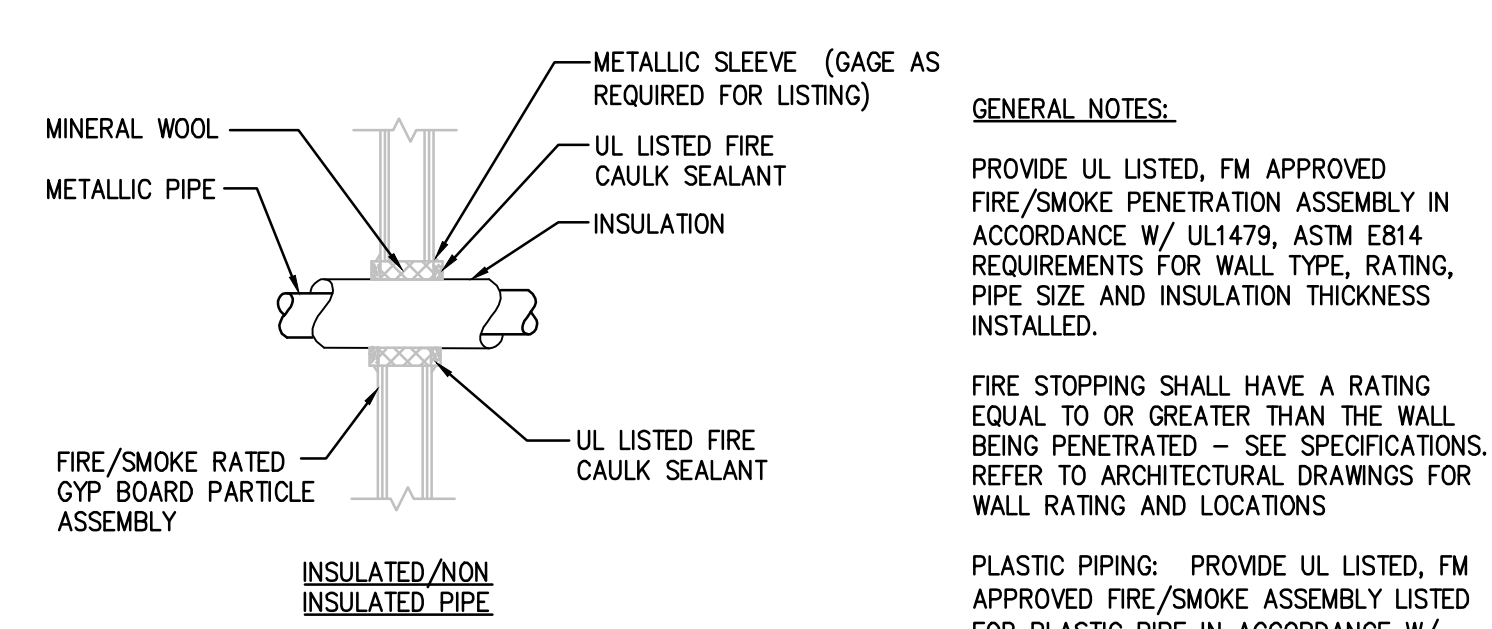 METALLIC SLEEVE (GAGE AS
REQUIRED FOR LISTING)
MINERAL WOOL
UL LISTED FIRE
CAULK SEALANT
METALLIC PIPE
INSULATION
UL LISTED FIRE
CAULK SEALANT
FIRE/SMOKE RATED
GYP BOARD PARTICLE
ASSEMBLY
INSULATED/NON
INSULATED PIPE
GENERAL NOTES:
PROVIDE UL LISTED, FM APPROVED
FIRE/SMOKE PENETRATION ASSEMBLY IN
ACCORDANCE W/ UL1479, ASTM E814
REQUIREMENTS FOR WALL TYPE, RATING,
PIPE SIZE AND INSULATION THICKNESS
INSTALLED.
FIRE STOPPING SHALL HAVE A RATING
EQUAL TO OR GREATER THAN THE WALL
BEING PENETRATED – SEE SPECIFICATIONS.
REFER TO ARCHITECTURAL DRAWINGS FOR
WALL RATING AND LOCATIONS
PLASTIC PIPING: PROVIDE UL LISTED, FM
APPROVED FIRE/SMOKE ASSEMBLY LISTED
FOR PLASTIC PIPE IN ACCORDANCE W/